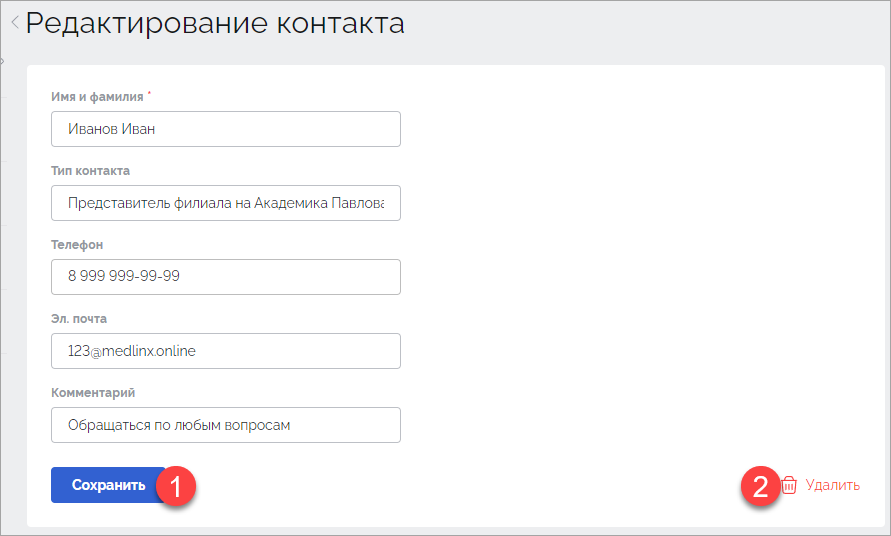 Редактирование контакта
Имя и фамилия *
Иванов Иван
Тип контакта
Представитель филиала на Академика Павлова
Телефон
8 999 999-99-99
Эл. почта
123@medlinx.online
Комментарий
Обращаться по любым вопросам
Сохранить 1 2 Удалить